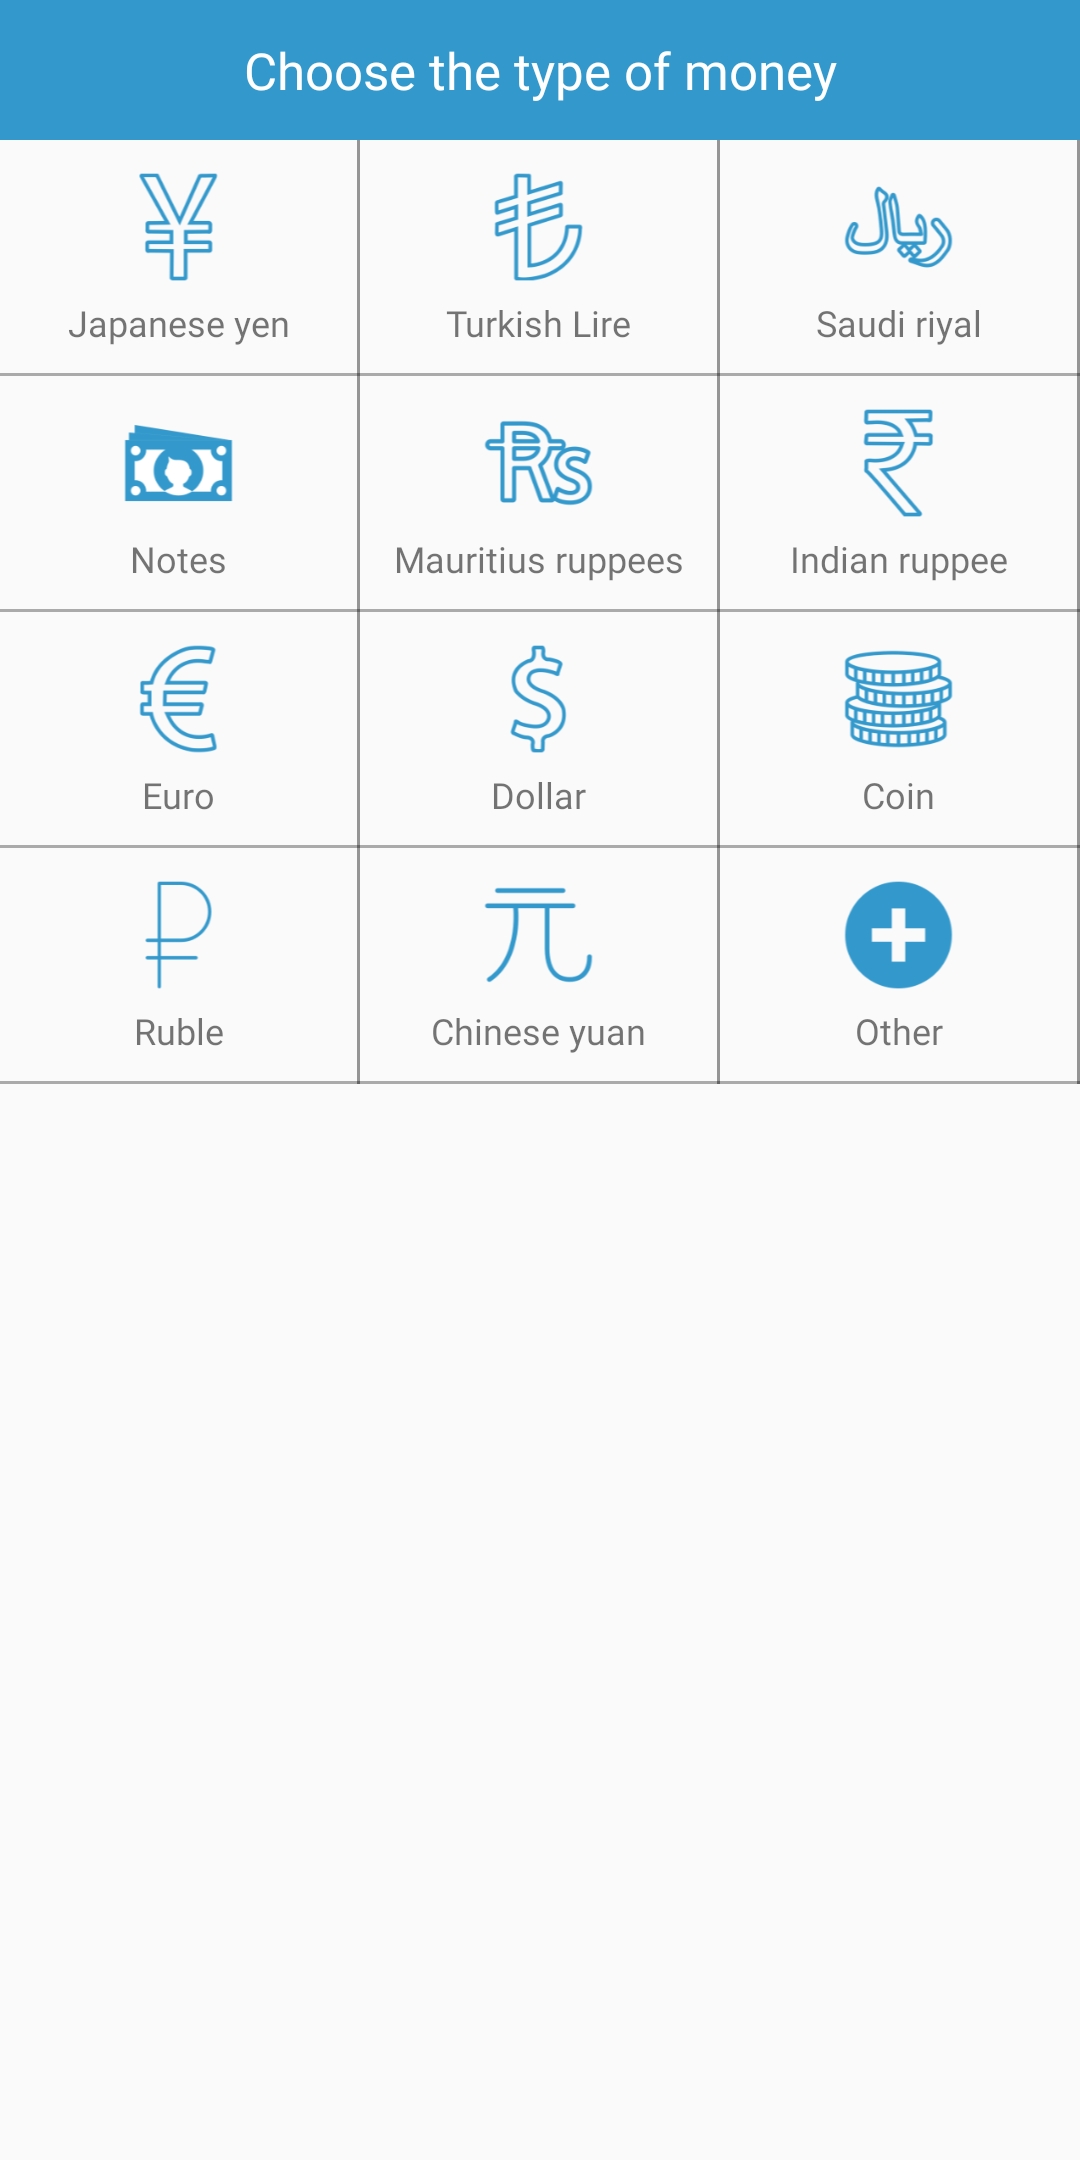 Choose the type of money
¥
₺
﷼
Japanese yen
Turkish Lire
Saudi riyal
₨
₹
Notes
Mauritius ruppees
Indian ruppee
€
$
Euro
Dollar
Coin
₽
元
Ruble
Chinese yuan
Other